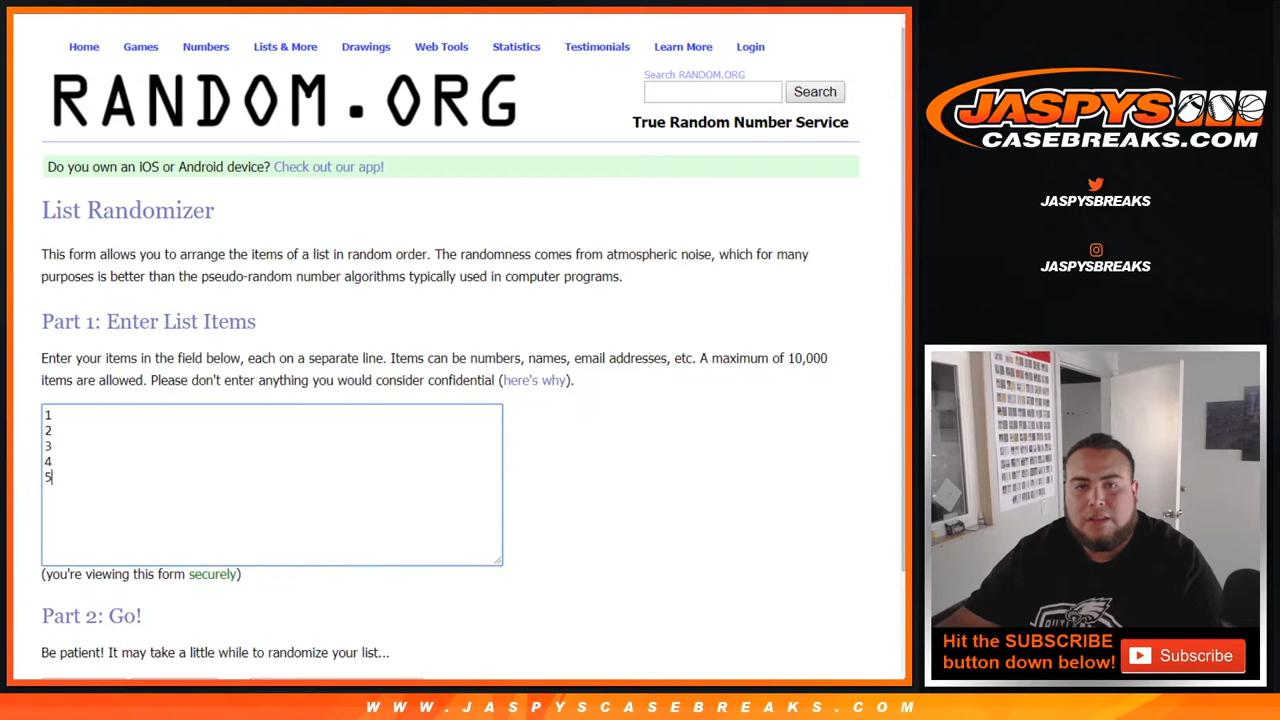 Home Games Numbers Lists & More Drawings Web Tools Statistics Testimonials Learn More Login
RANDOM.ORG
Search RANDOM.ORG
Search
True Random Number Service
Do you own an iOS or Android device? Check out our app!
List Randomizer
This form allows you to arrange the items of a list in random order. The randomness comes from atmospheric noise, which for many
purposes is better than the pseudo-random number algorithms typically used in computer programs.
Part 1: Enter List Items
Enter your items in the field below, each on a separate line. Items can be numbers, names, email addresses, etc. A maximum of 10,000
items are allowed. Please don't enter anything you would consider confidential (here's why).
1
2
3
4
5
(you're viewing this form securely)
Part 2: Go!
Be patient! It may take a little while to randomize your list...
JASPYS
CASEBREAKS.COM
JASPYSBREAKS
JASPYSBREAKS
Hit the SUBSCRIBE
button down below!
Subscribe
WWW.JASPYSCASEBREAKS.COM